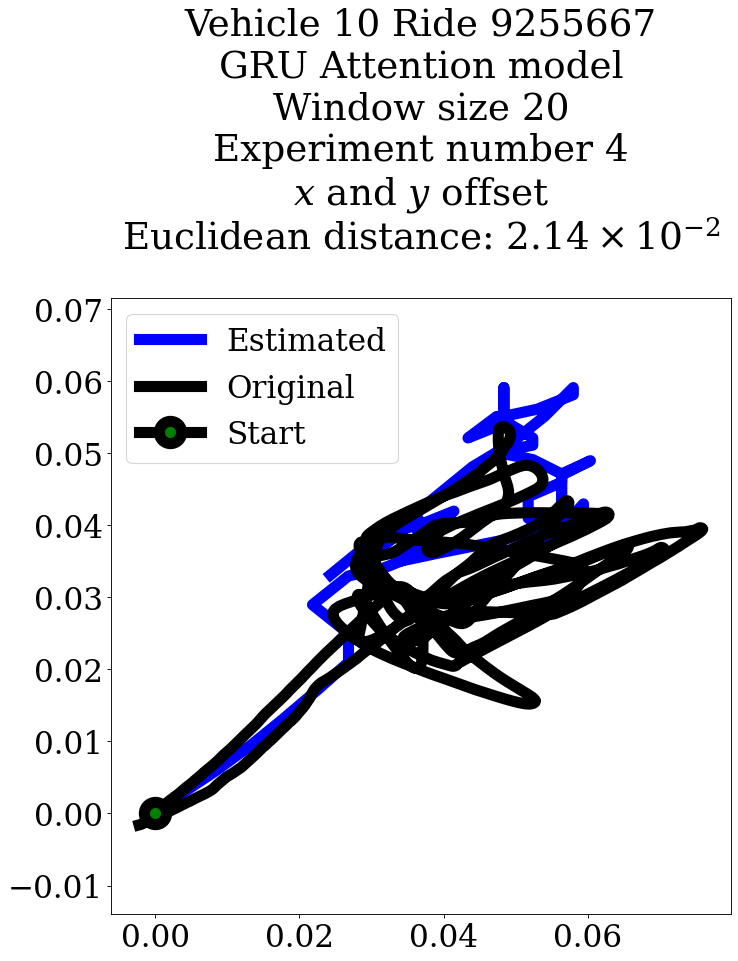 Vehicle 10 Ride 9255667
GRU Attention model
Window size 20
Experiment number 4
x and y offset
Euclidean distance: 2.14 × 10⁻²
0.07
Estimated
0.06
Original
Start
0.05
0.04
0.03
0.02
0.01
0.00
−0.01
0.00 0.02 0.04 0.06